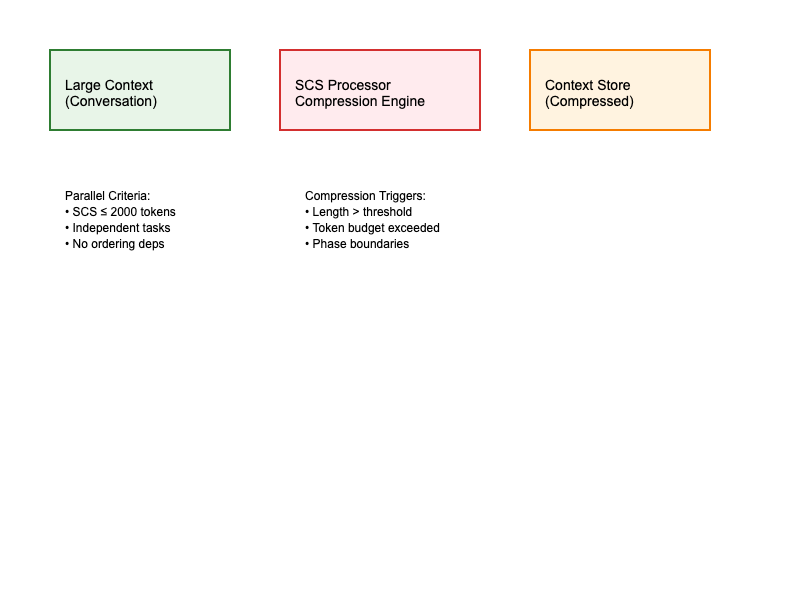 Large Context
(Conversation)
SCS Processor
Compression Engine
Context Store
(Compressed)
Parallel Criteria:
• SCS ≤ 2000 tokens
• Independent tasks
• No ordering deps
Compression Triggers:
• Length > threshold
• Token budget exceeded
• Phase boundaries